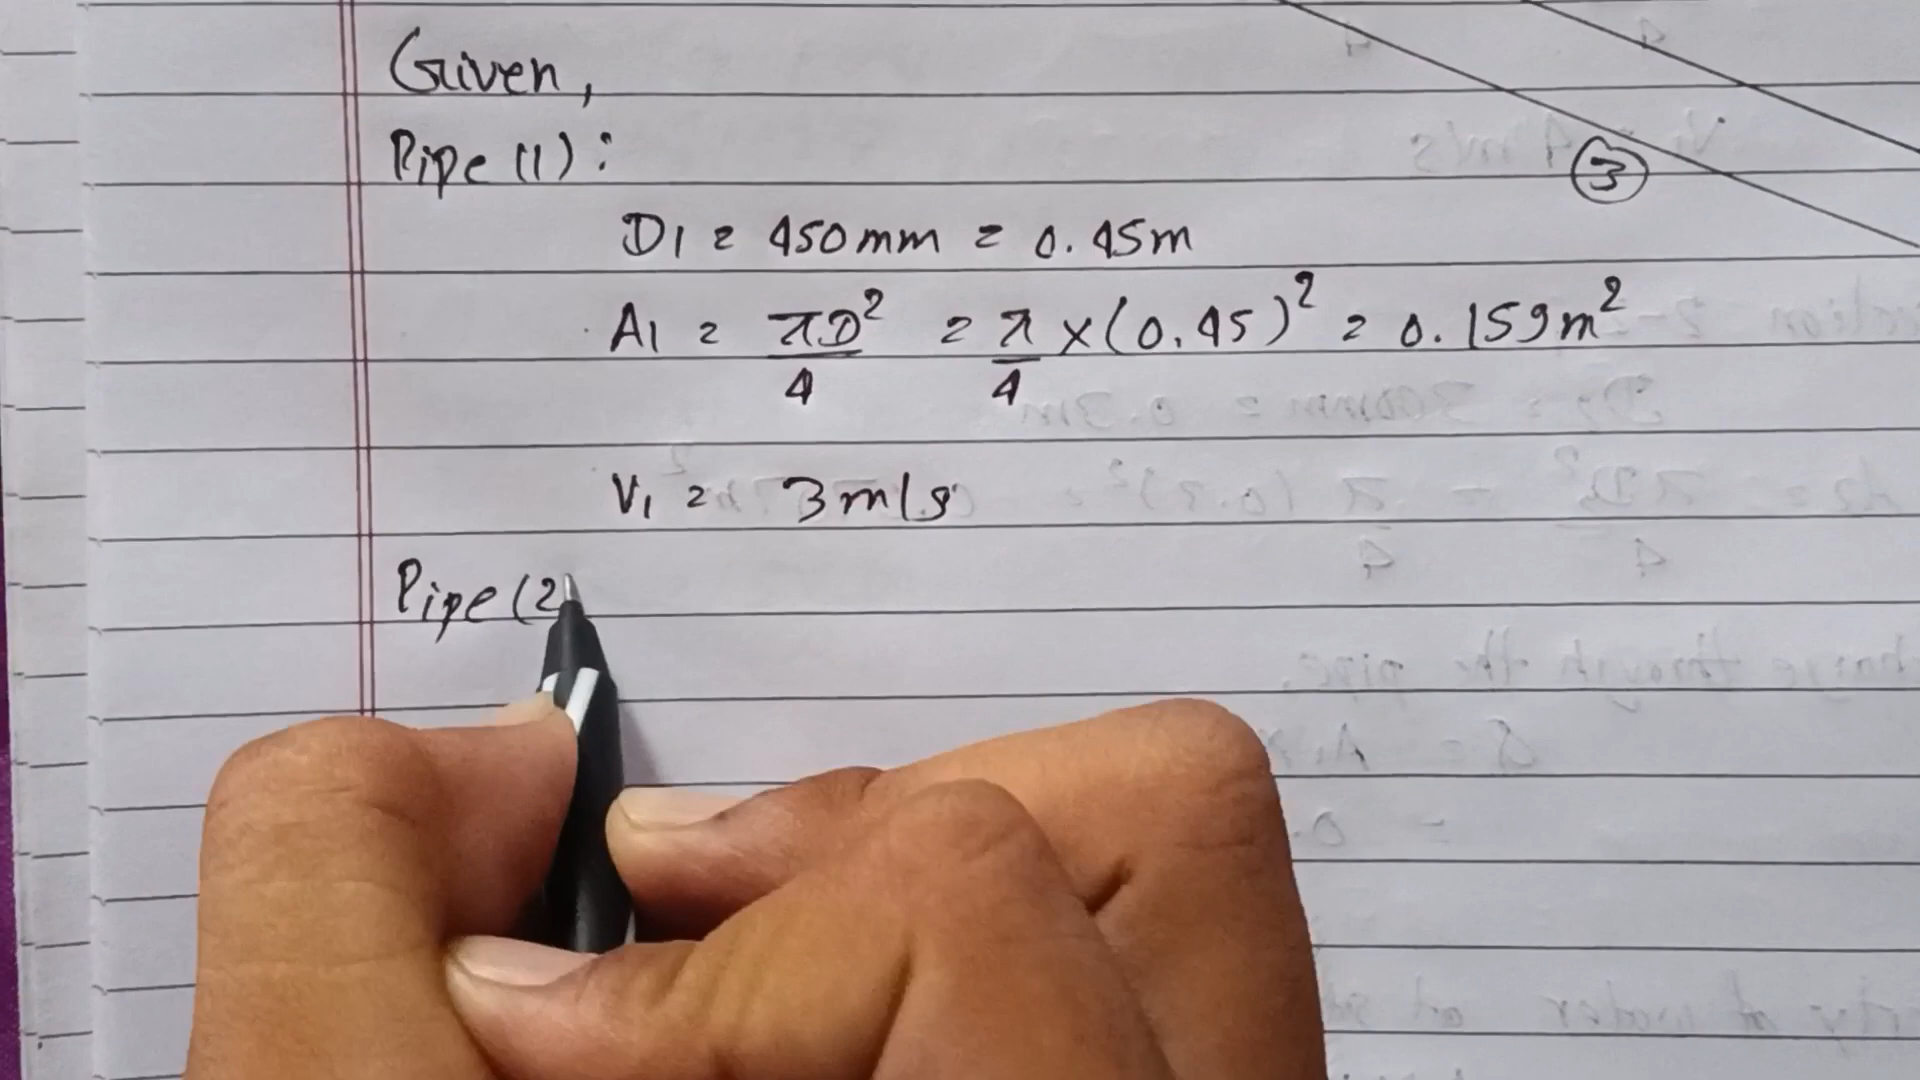 Given,
Pipe (1):
③
D1 = 450mm = 0.45m
A1 = πD²/4 = π/4 x (0.45)² = 0.159m²
V1 = 3m/s
Pipe (2